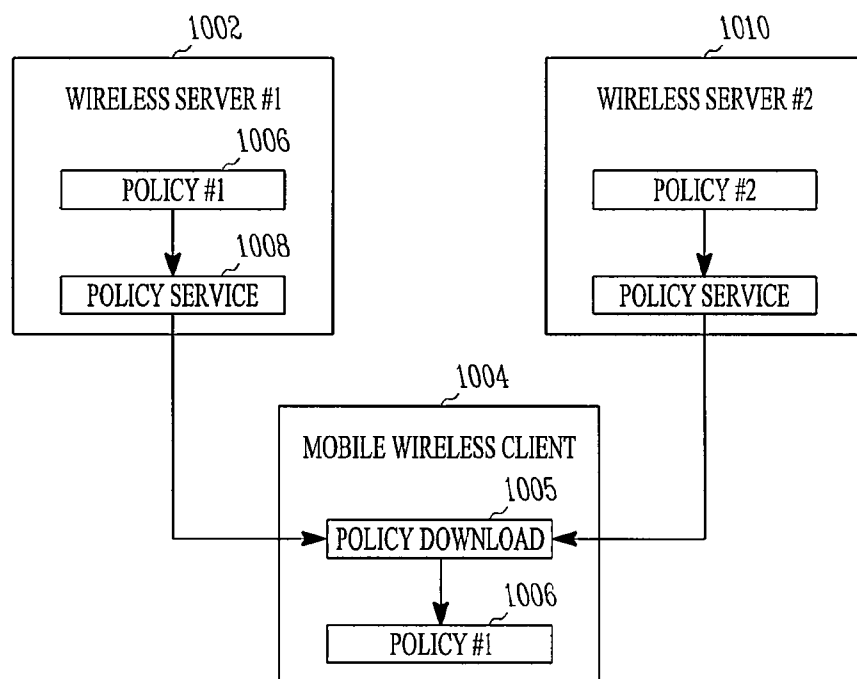 1002
WIRELESS SERVER #1
1006
POLICY #1
1008
POLICY SERVICE
1010
WIRELESS SERVER #2
POLICY #2
POLICY SERVICE
1004
MOBILE WIRELESS CLIENT
1005
POLICY DOWNLOAD
1006
POLICY #1